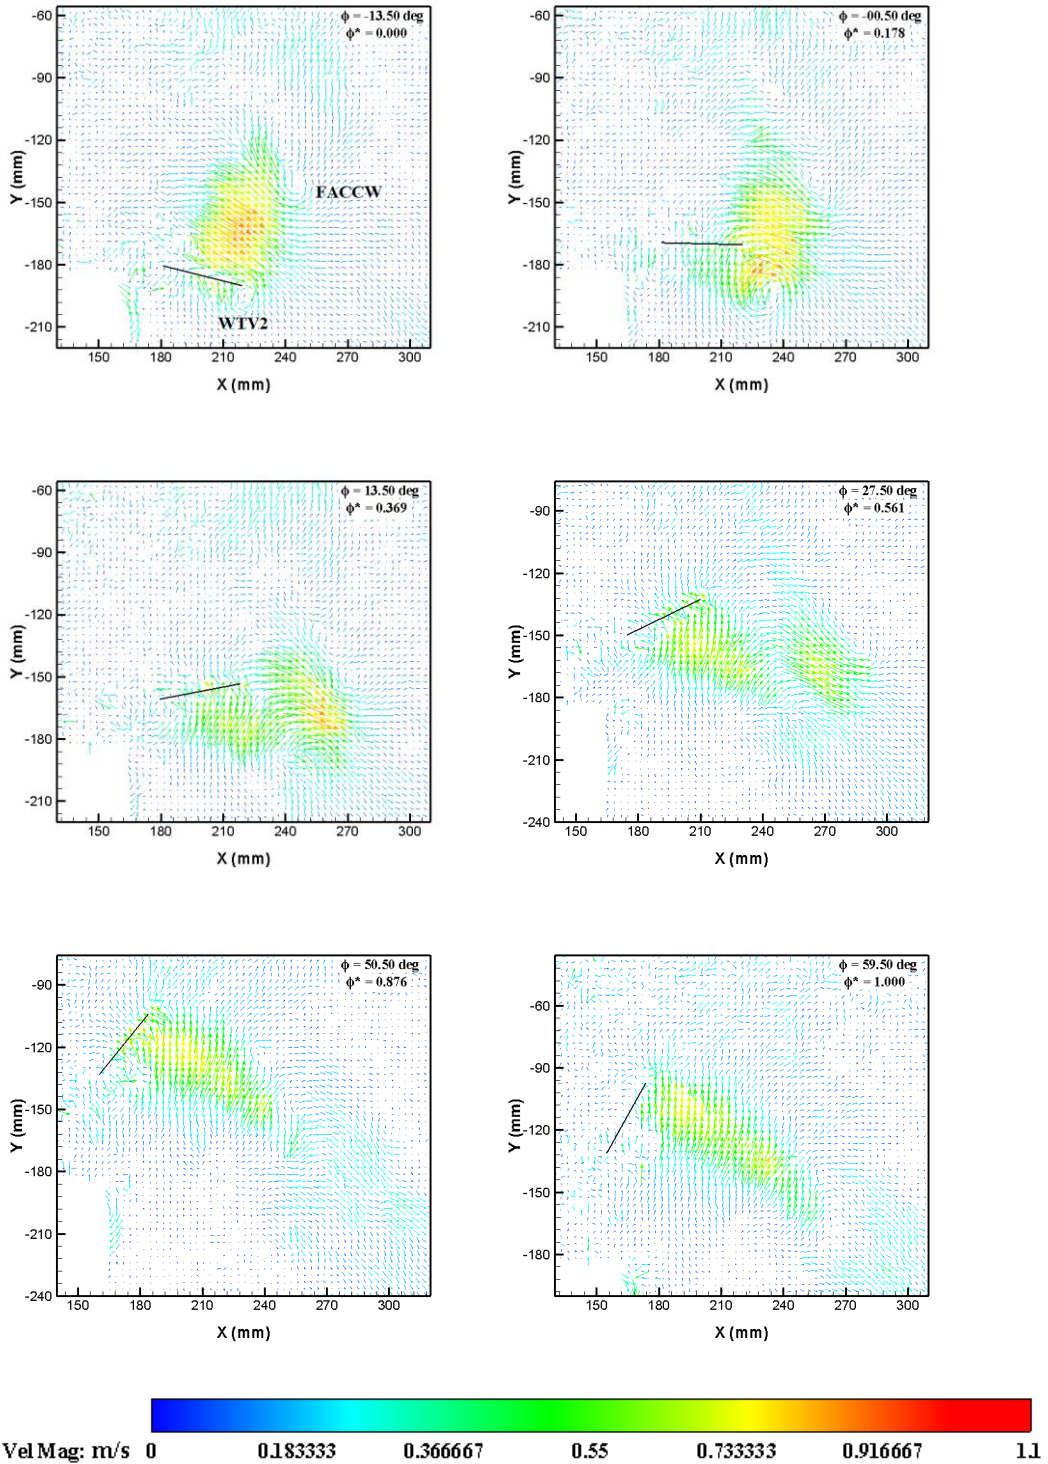 ϕ = -13.50 deg
ϕ* = 0.000
-60
-90
-120
-150
-180
-210
Y (mm)
FACCW
WTV2
150 180 210 240 270 300
X (mm)
ϕ = -00.50 deg
ϕ* = 0.178
-60
-90
-120
-150
-180
-210
Y (mm)
150 180 210 240 270 300
X (mm)
ϕ = 13.50 deg
ϕ* = 0.369
-60
-90
-120
-150
-180
-210
Y (mm)
150 180 210 240 270 300
X (mm)
ϕ = 27.50 deg
ϕ* = 0.561
-90
-120
-150
-180
-210
-240
Y (mm)
150 180 210 240 270 300
X (mm)
ϕ = 50.50 deg
ϕ* = 0.876
-90
-120
-150
-180
-210
-240
Y (mm)
150 180 210 240 270 300
X (mm)
ϕ = 59.50 deg
ϕ* = 1.000
-60
-90
-120
-150
-180
Y (mm)
150 180 210 240 270 300
X (mm)
Vel Mag: m/s 0 0.183333 0.366667 0.55 0.733333 0.916667 1.1